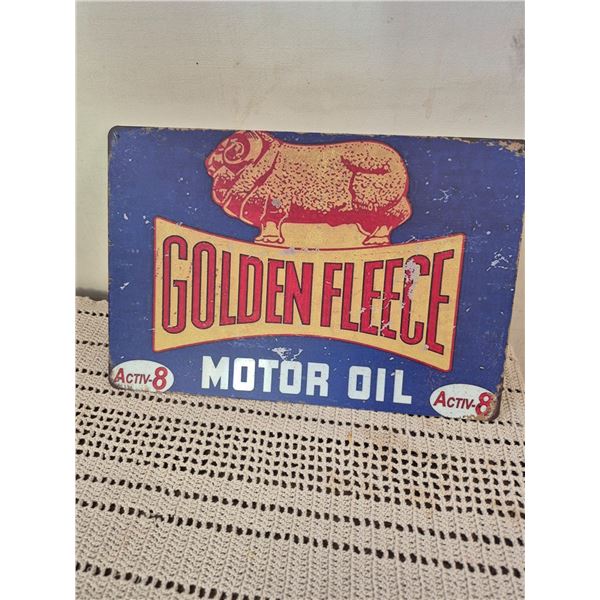 GOLDEN FLEECE
MOTOR OIL
ACTIV-8
ACTIV-8